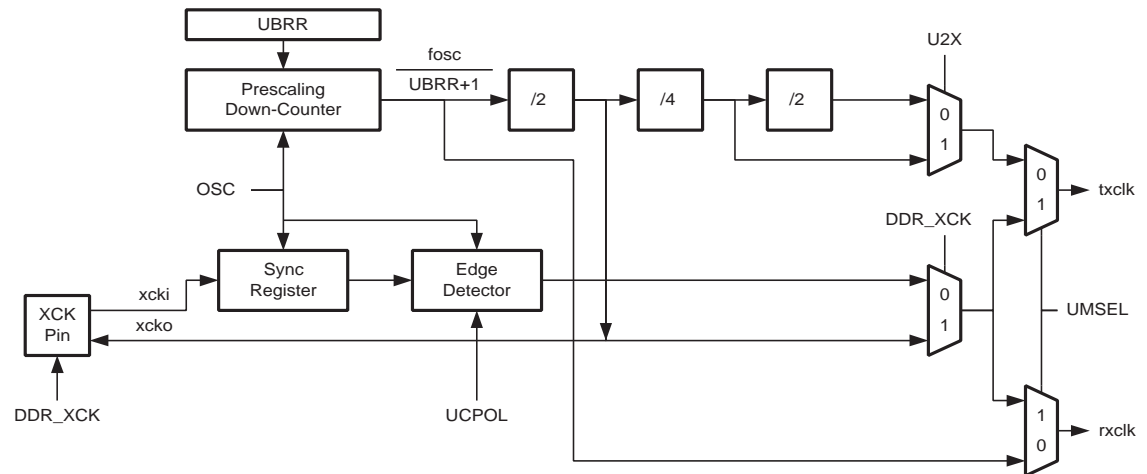 UBRR
U2X
fosc
Prescaling
Down-Counter
UBRR+1
/2
/4
/2
0
1
OSC
0
1
txclk
DDR_XCK
Sync
Register
Edge
Detector
xcki
0
XCK
Pin
xcko
1
UMSEL
DDR_XCK
UCPOL
1
0
rxclk